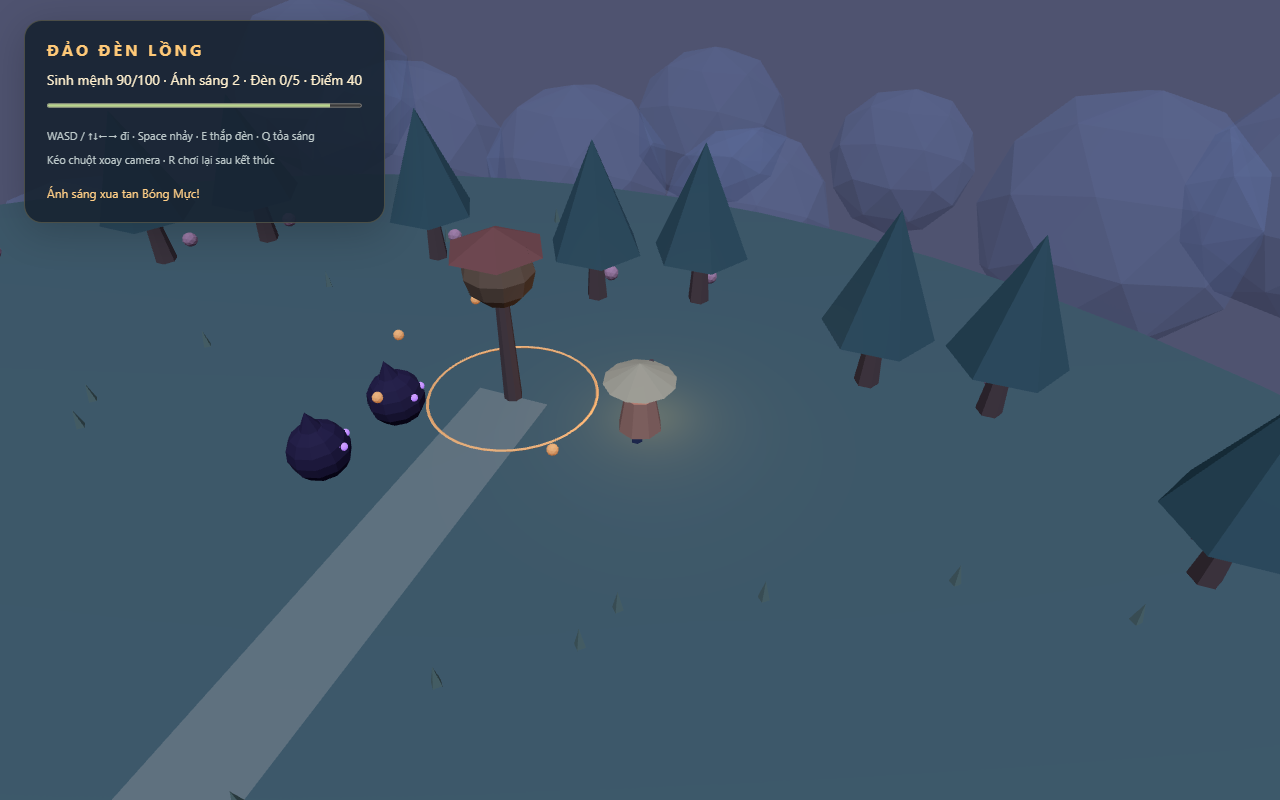 ĐẢO ĐÈN LỒNG
Sinh mệnh 90/100 · Ánh sáng 2 · Đèn 0/5 · Điểm 40
WASD / ↑↓←→ đi · Space nhảy · E thắp đèn · Q tỏa sáng
Kéo chuột xoay camera · R chơi lại sau kết thúc
Ánh sáng xua tan Bóng Mực!